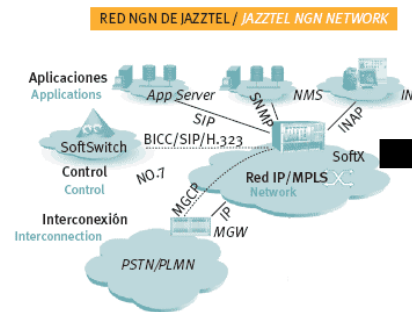 RED NGN DE JAZZTEL / JAZZTEL NGN NETWORK
Aplicaciones
Applications
App Server
NMS
IN
SIP
SNMP
INAP
SoftSwitch
BICC/SIP/H.323
SoftX
Control
Control
NO.7
Red IP/MPLS
Network
MGCP
IP
Interconexión
Interconnection
MGW
PSTN/PLMN